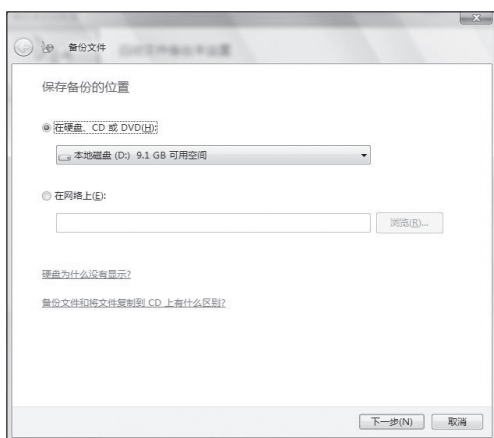 备份文件
保存备份的位置
在硬盘、CD 或 DVD(H):
本地磁盘 (D:) 9.1 GB 可用空间
在网络上(E):
浏览(R)...
硬盘为什么没有显示?
备份文件和将文件复制到 CD 上有什么区别?
下一步(N)
取消